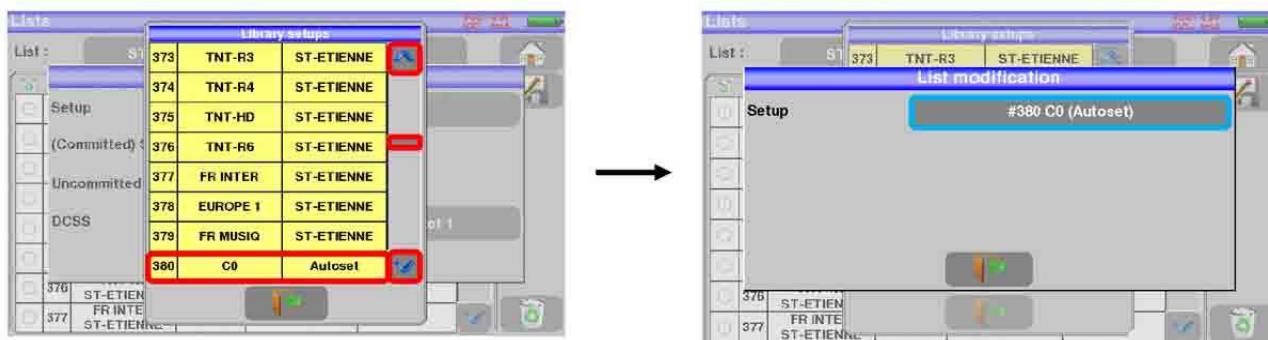 Lists
Library setups
List :
ST
373 TNT-R3 ST-ETIENNE
374 TNT-R4 ST-ETIENNE
375 TNT-HD ST-ETIENNE
376 TNT-R6 ST-ETIENNE
377 FR INTER ST-ETIENNE
378 EUROPE 1 ST-ETIENNE
379 FR MUSIQ ST-ETIENNE
380 C0 Autoset
Setup
(Committed) S
Uncommitted
DCSS
ot 1
376
ST-ETIEN
377 FR INTE
ST-ETIENNE
Lists
Library setups
List :
ST
373 TNT-R3 ST-ETIENNE
List modification
Setup #380 C0 (Autoset)
376
ST-ETIEN
377 FR INTE
ST-ETIENNE